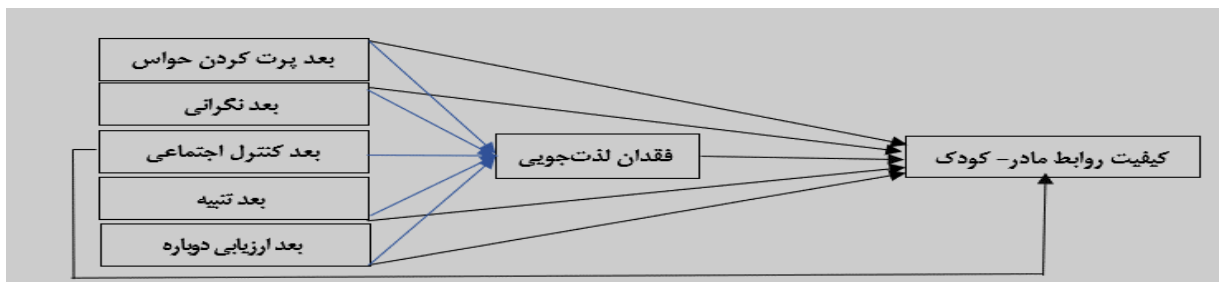 بعد پرت کردن حواس
بعد نگرانی
بعد کنترل اجتماعی
بعد تنبیه
بعد ارزیابی دوباره
فقدان لذت‌جویی
کیفیت روابط مادر- کودک